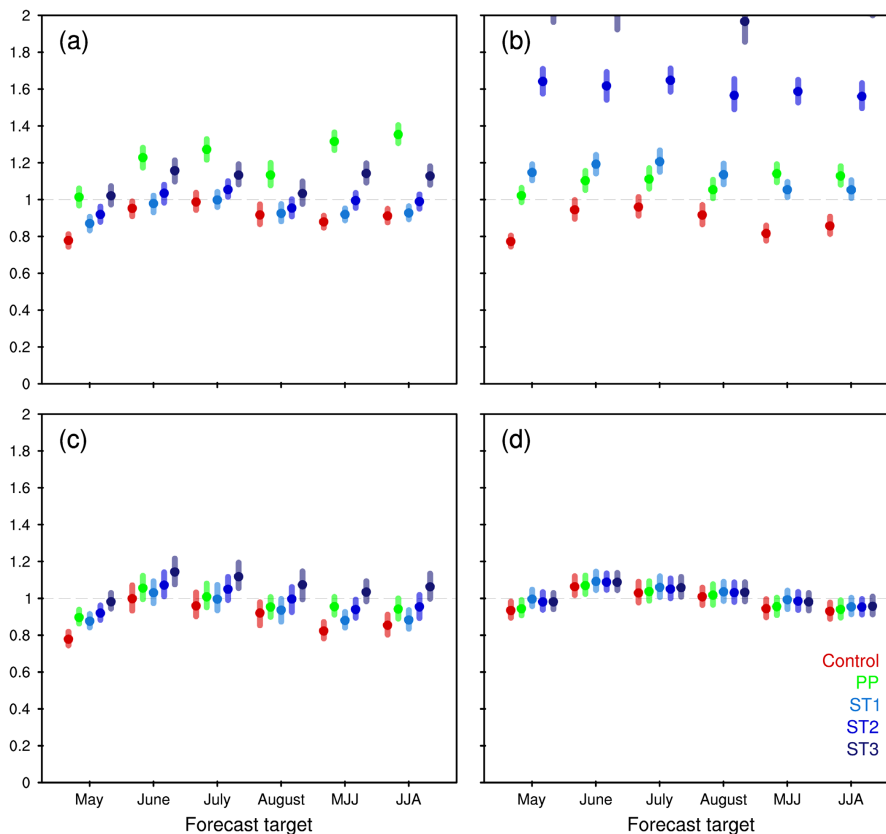 2
1.8
1.6
1.4
1.2
1
0.8
0.6
0.4
0.2
0
(a)
(b)
2
1.8
1.6
1.4
1.2
1
0.8
0.6
0.4
0.2
0
(c)
(d)
Control
PP
ST1
ST2
ST3
May June July August MJJ JJA
May June July August MJJ JJA
Forecast target
Forecast target